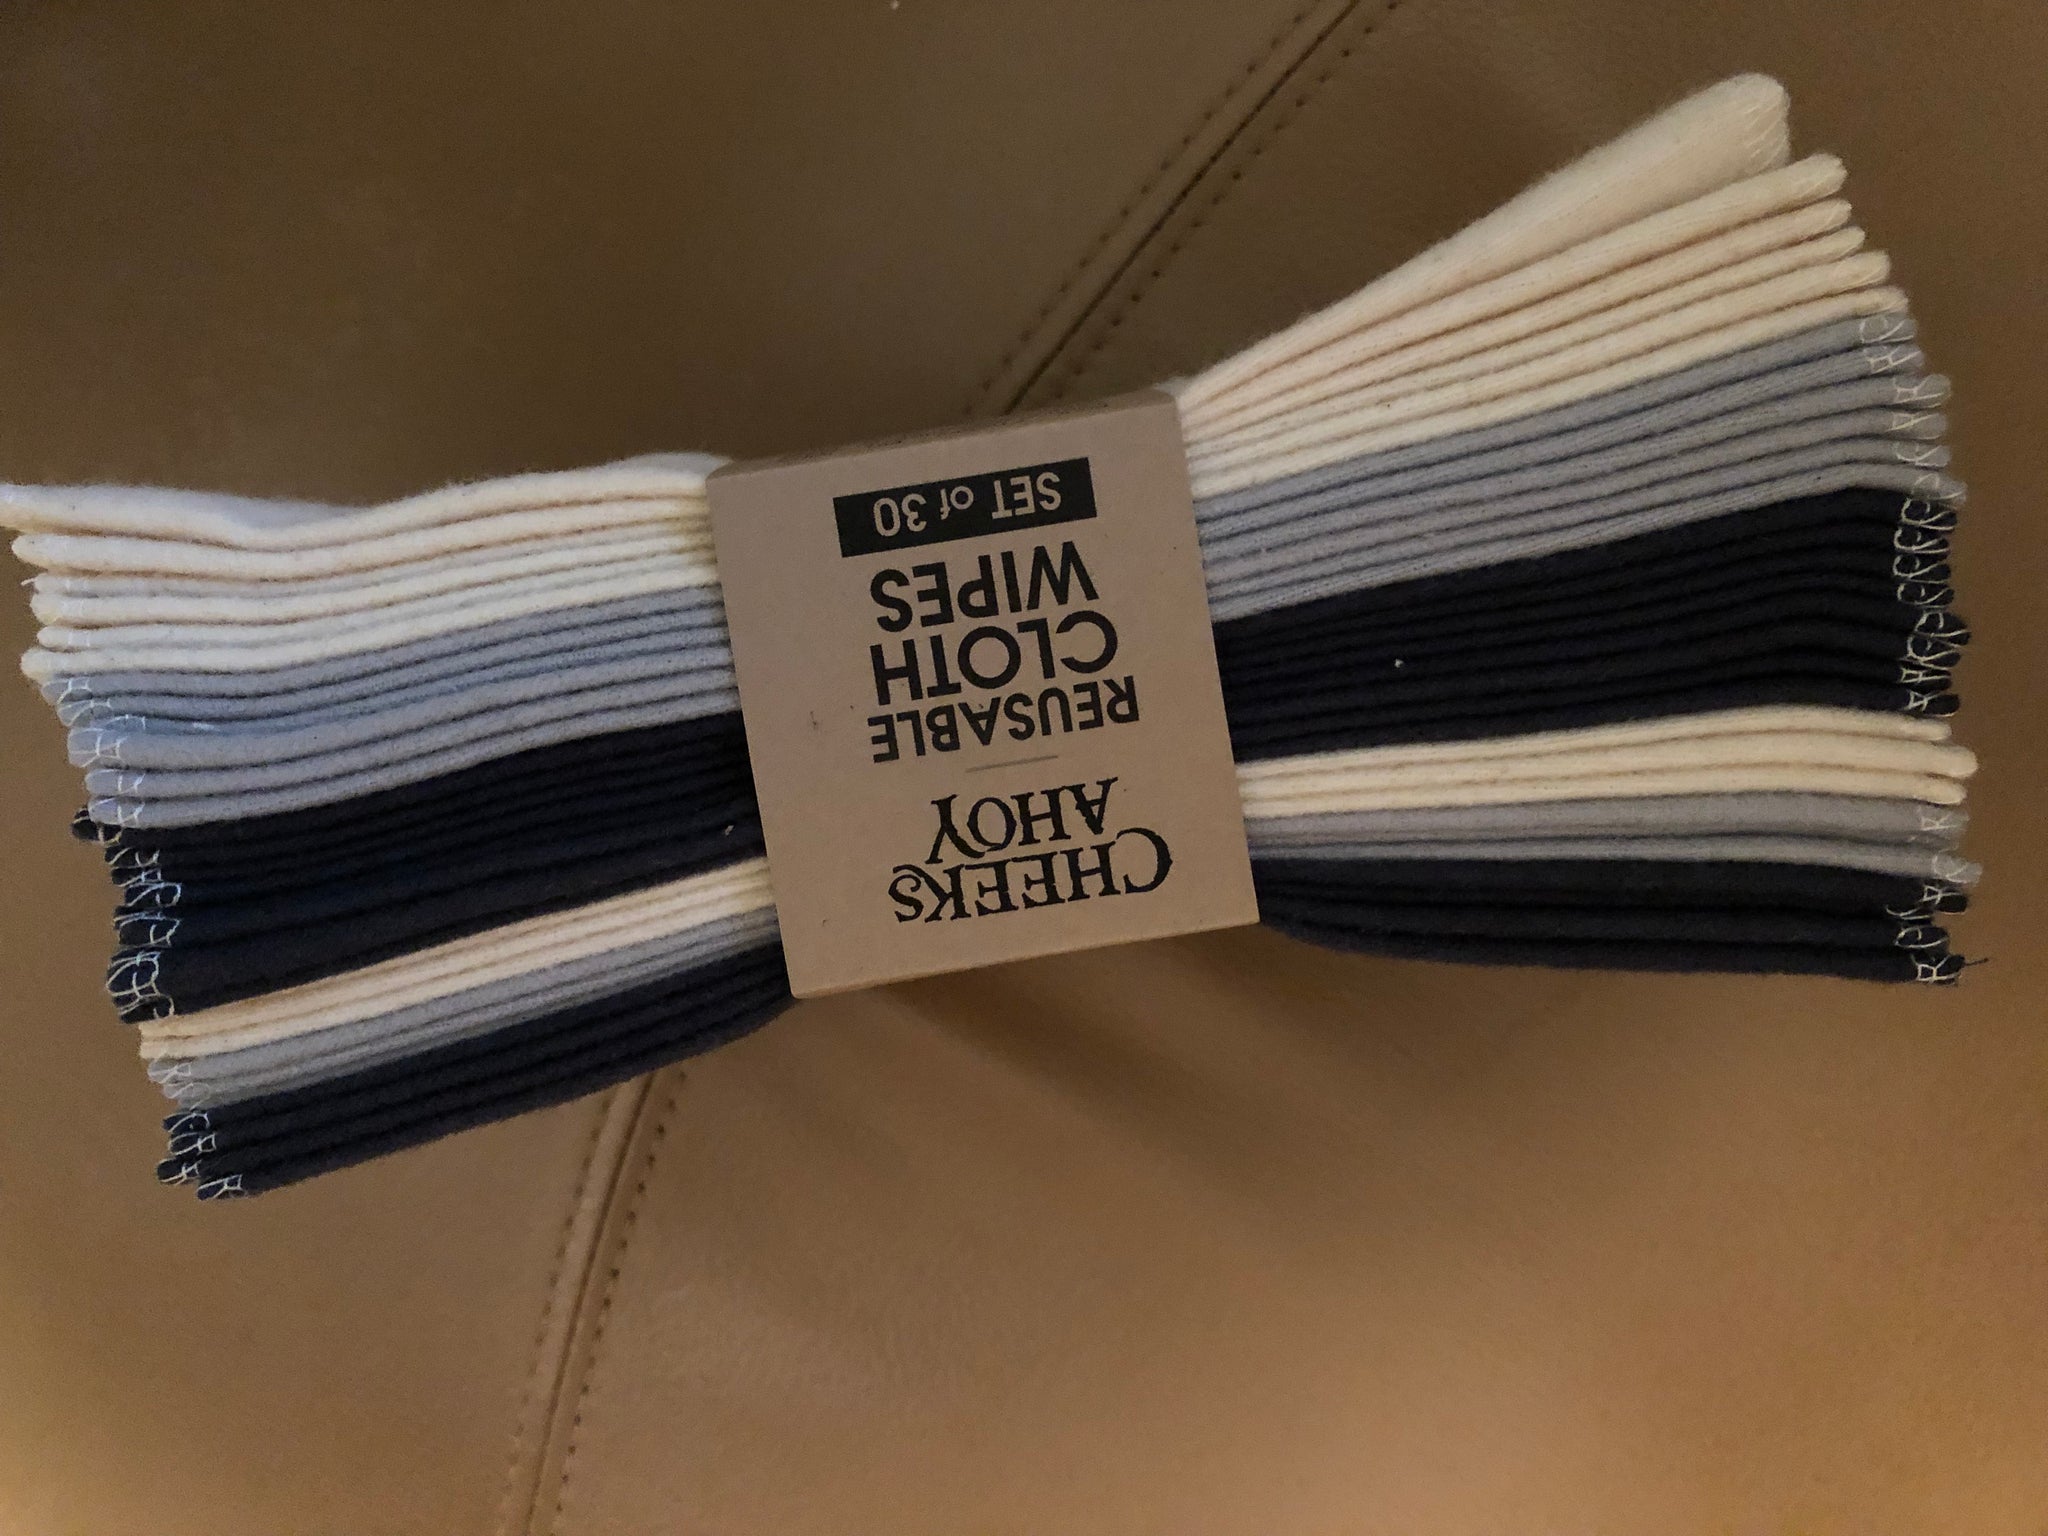 CHEEKS
AHOY
REUSABLE
CLOTH
WIPES
SET of 30